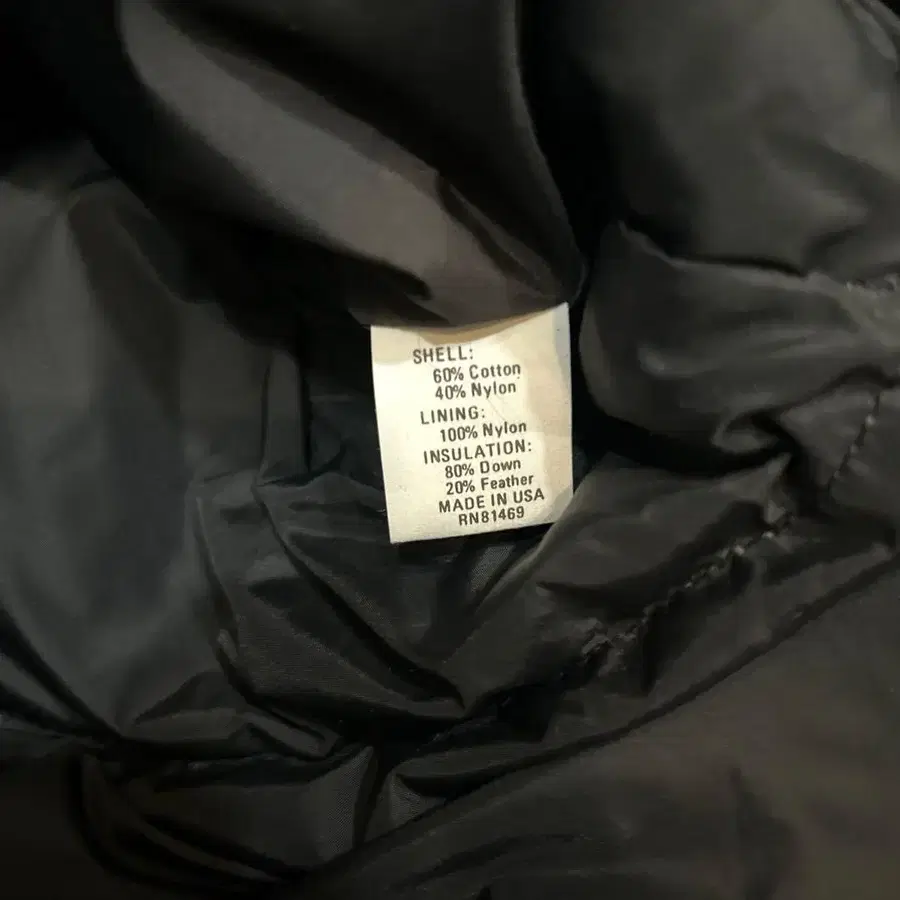 SHELL:
60% Cotton
40% Nylon
LINING:
100% Nylon
INSULATION:
80% Down
20% Feather
MADE IN USA
RN81469